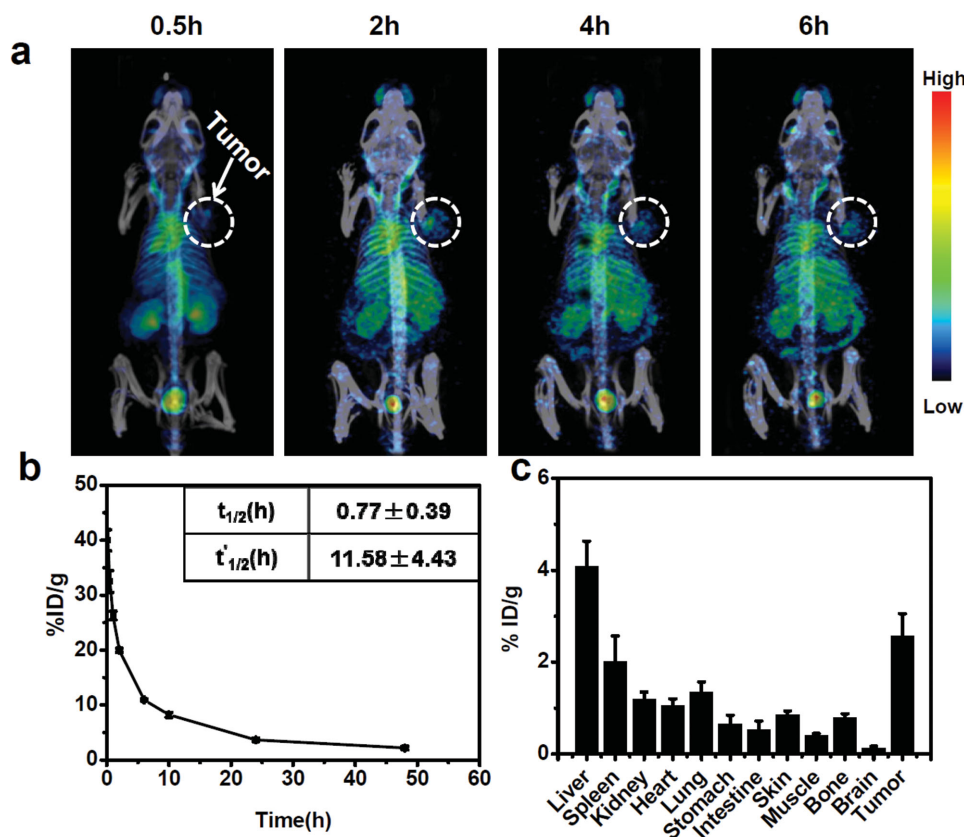 0.5h 2h 4h 6h
a
Tumor
High
Low
b
%ID/g
50
40
30
20
10
0
t1/2(h) 0.77±0.39
t'1/2(h) 11.58±4.43
0 10 20 30 40 50 60
Time(h)
c
% ID/g
6
4
2
0
Liver
Spleen
Kidney
Heart
Lung
Stomach
Intestine
Skin
Muscle
Bone
Brain
Tumor